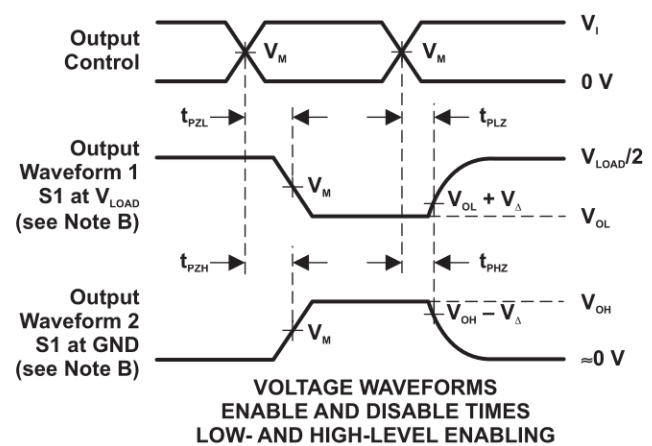 Output
Control
V_M
V_M
V_I
0 V
t_PZL
t_PLZ
Output
Waveform 1
S1 at V_LOAD
(see Note B)
V_M
V_OL + V_Δ
V_LOAD/2
V_OL
t_PZH
t_PHZ
Output
Waveform 2
S1 at GND
(see Note B)
V_M
V_OH − V_Δ
V_OH
≈0 V
VOLTAGE WAVEFORMS
ENABLE AND DISABLE TIMES
LOW- AND HIGH-LEVEL ENABLING